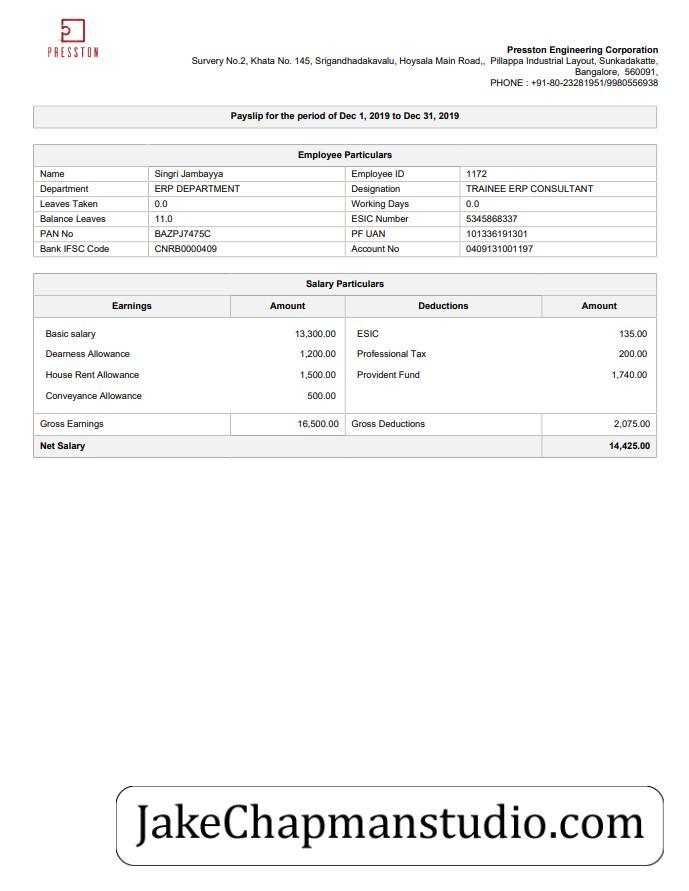 PRESSTON
Presston Engineering Corporation
Survery No.2, Khata No. 145, Srigandhadakavalu, Hoysala Main Road,, Pillappa Industrial Layout, Sunkadakatte,
Bangalore, 560091,
PHONE : +91-80-23281951/9980556938
Payslip for the period of Dec 1, 2019 to Dec 31, 2019
Employee Particulars
Name Singri Jambayya Employee ID 1172
Department ERP DEPARTMENT Designation TRAINEE ERP CONSULTANT
Leaves Taken 0.0 Working Days 0.0
Balance Leaves 11.0 ESIC Number 5345868337
PAN No BAZPJ7475C PF UAN 101336191301
Bank IFSC Code CNRB0000409 Account No 0409131001197
Salary Particulars
Earnings Amount Deductions Amount
Basic salary 13,300.00 ESIC 135.00
Dearness Allowance 1,200.00 Professional Tax 200.00
House Rent Allowance 1,500.00 Provident Fund 1,740.00
Conveyance Allowance 500.00
Gross Earnings 16,500.00 Gross Deductions 2,075.00
Net Salary 14,425.00
JakeChapmanstudio.com